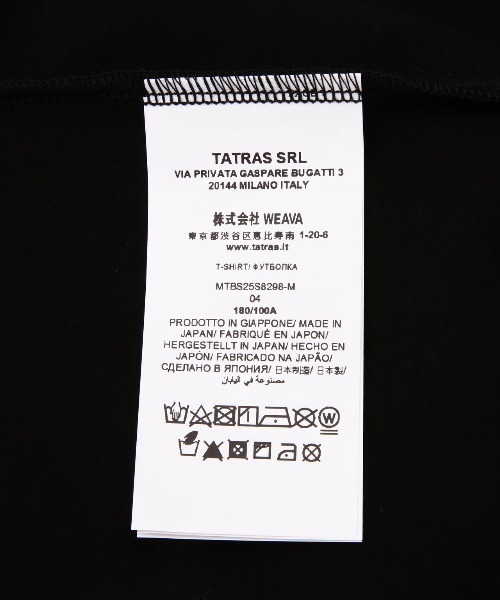 TATRAS SRL
VIA PRIVATA GASPARE BUGATTI 3
20144 MILANO ITALY
株式会社 WEAVA
東京都渋谷区恵比寿南 1-20-6
www.tatras.it
T-SHIRT/ ФУТБОЛКА
MTBS25S8298-M
04
180/100A
PRODOTTO IN GIAPPONE/ MADE IN
JAPAN/ FABRIQUÉ EN JAPON/
HERGESTELLT IN JAPAN/ HECHO EN
JAPÓN/ FABRICADO NA JAPÃO/
СДЕЛАНО В ЯПОНИЯ/ 日本制造/ 日本製/
مصنوعة في اليابان